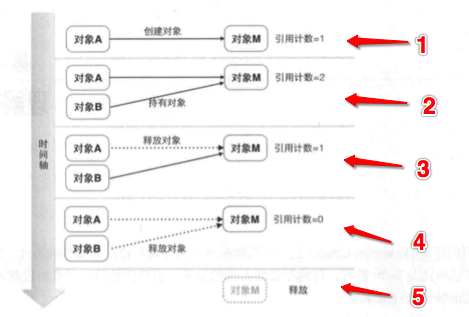 创建对象
对象A 对象M 引用计数=1 1
对象A 对象M 引用计数=2
对象B 持有对象 2
时间轴
释放对象
对象A 对象M 引用计数=1
对象B 3
对象A 对象M 引用计数=0 4
对象B 释放对象
对象M 释放 5